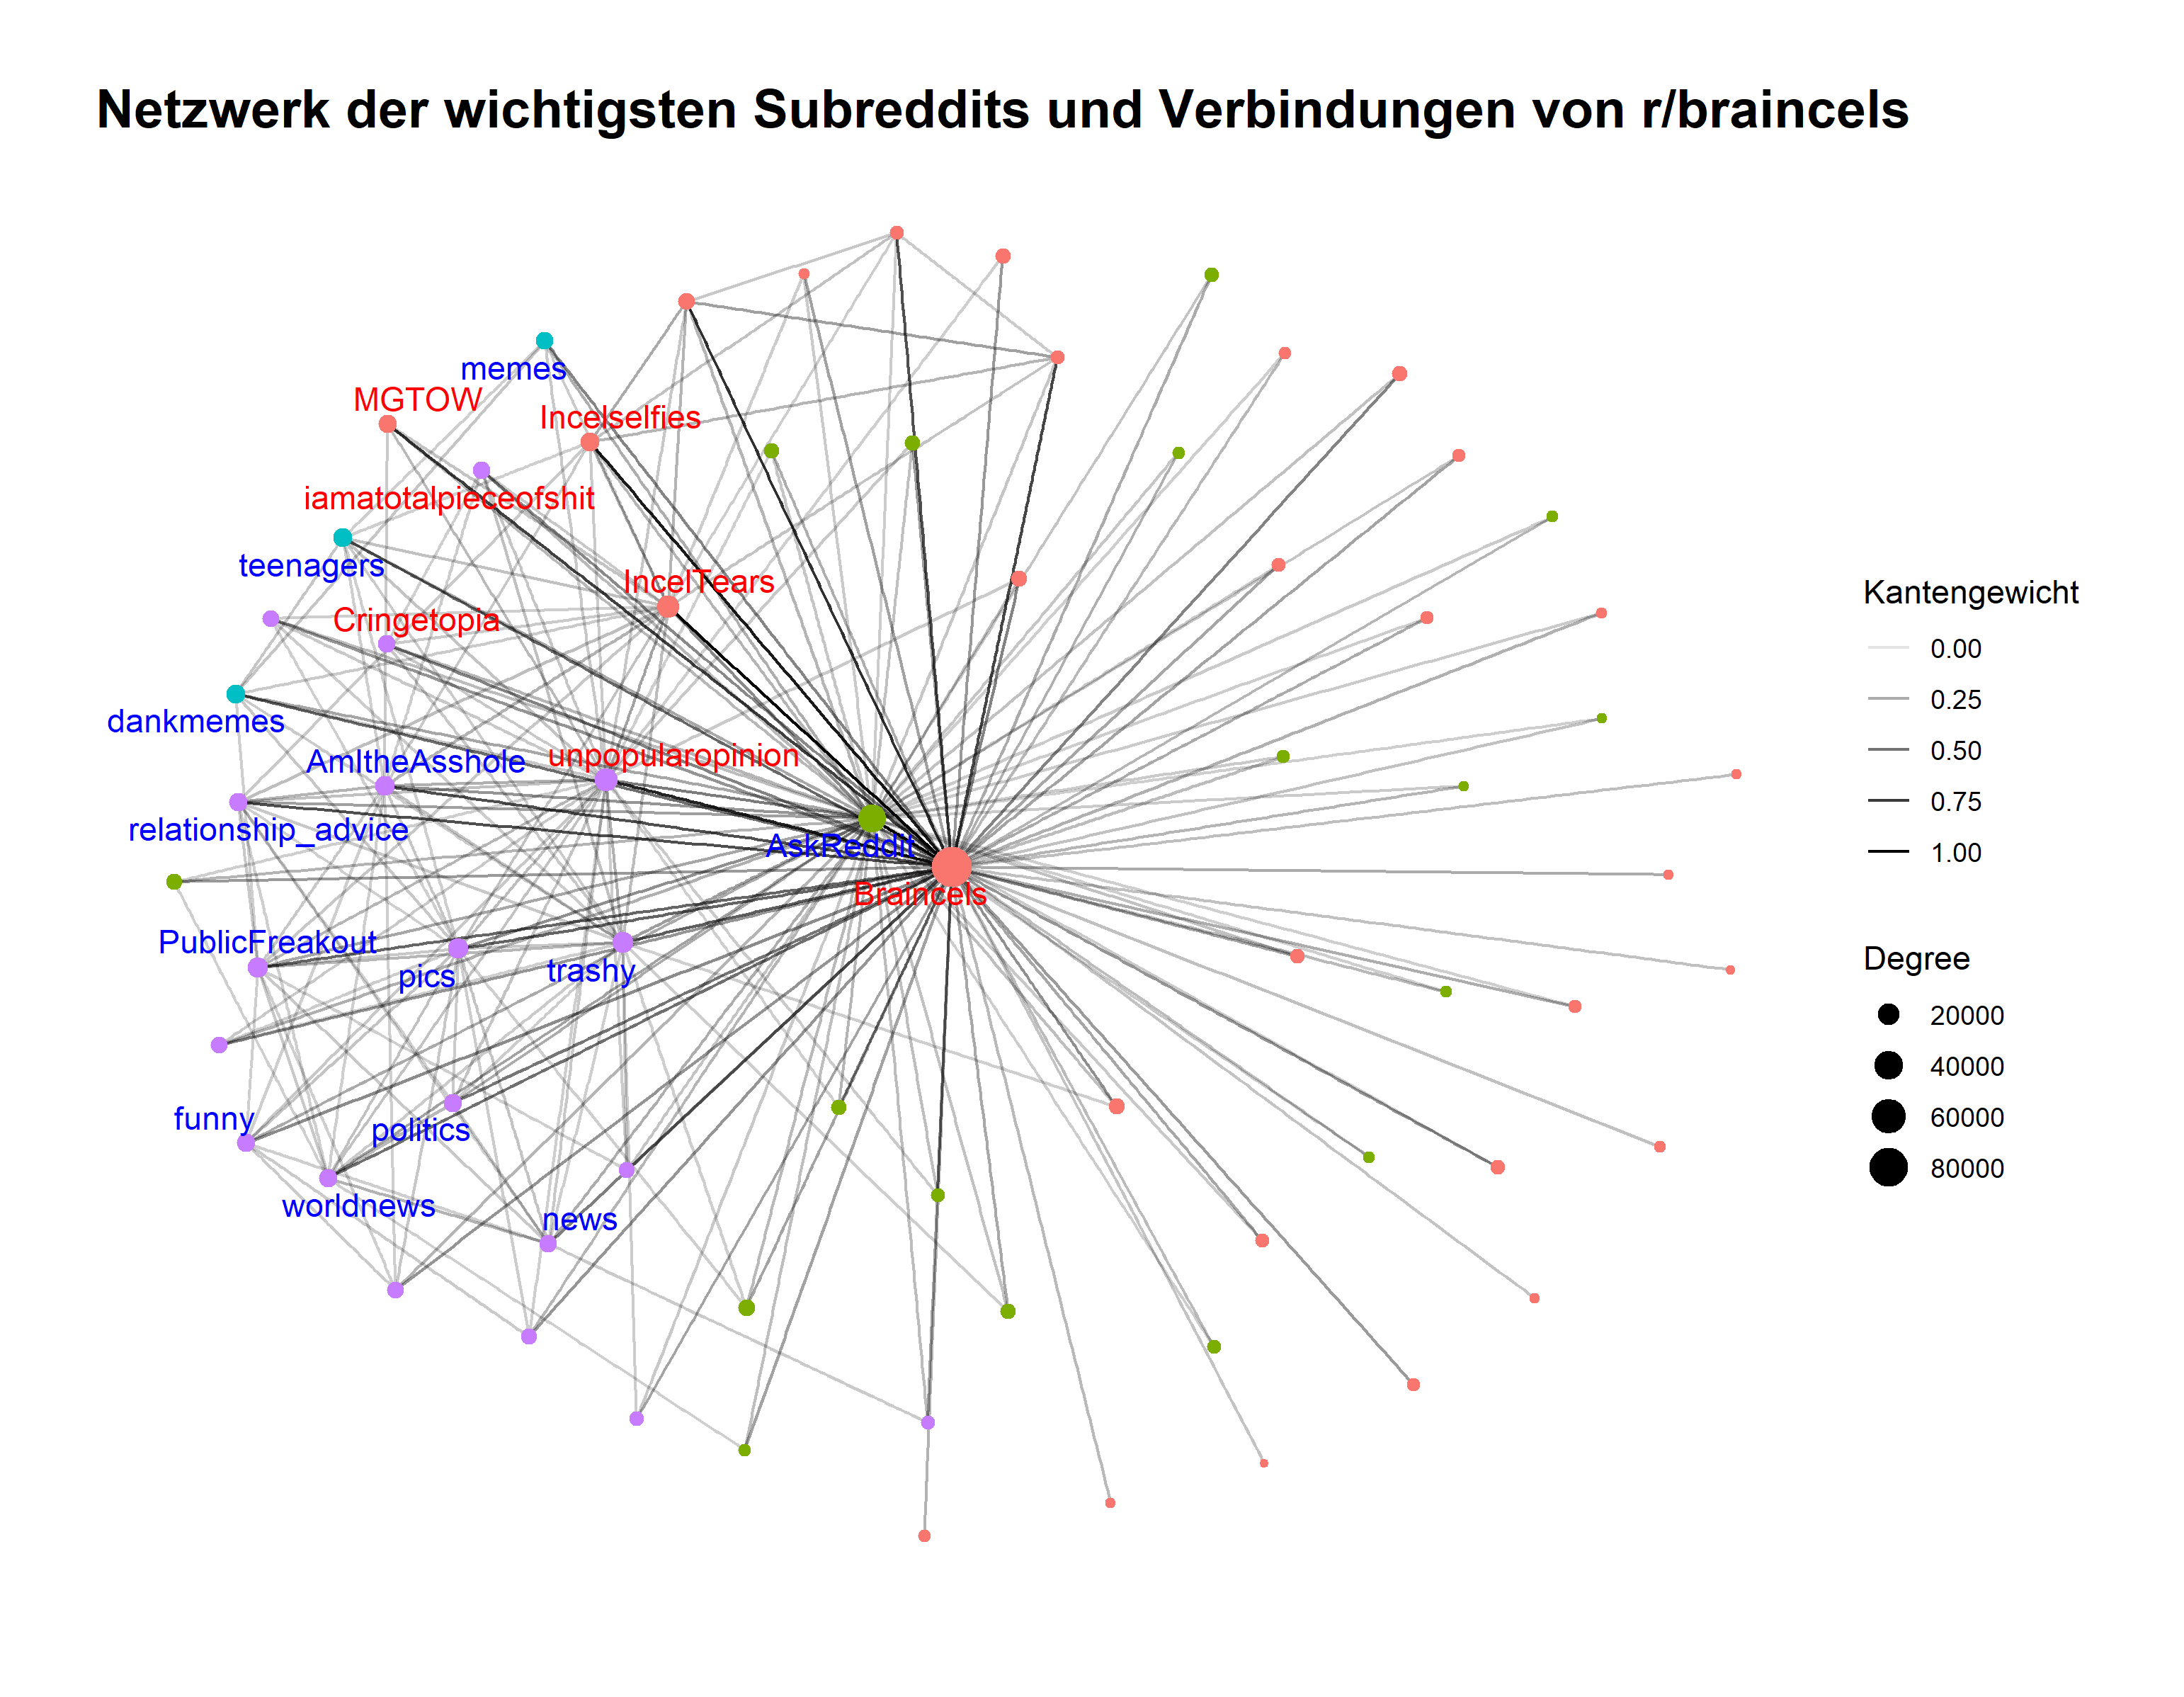 Netzwerk der wichtigsten Subreddits und Verbindungen von r/braincels
memes
MGTOW
Incelselfies
iamatotalpieceofshit
teenagers
IncelTears
Cringetopia
dankmemes
AmItheAsshole
unpopularopinion
relationship_advice
AskReddit
Braincels
PublicFreakout
pics
trashy
funny
politics
worldnews
news
Kantengewicht
0.00
0.25
0.50
0.75
1.00
Degree
20000
40000
60000
80000